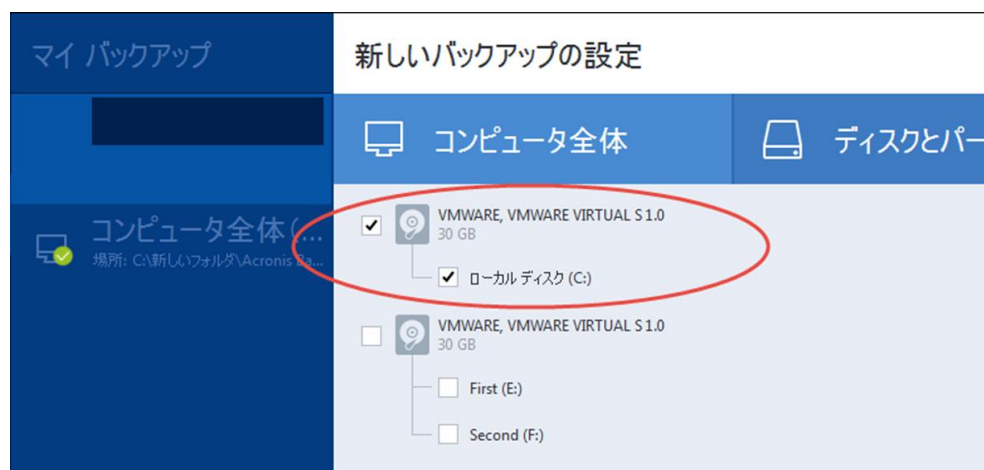 マイ バックアップ
新しいバックアップの設定
コンピュータ全体
ディスクとパー
VMWARE, VMWARE VIRTUAL S 1.0
30 GB
ローカル ディスク (C:)
コンピュータ全体 (...
場所: C:\新しいフォルダ\Acronis Ba...
VMWARE, VMWARE VIRTUAL S 1.0
30 GB
First (E:)
Second (F:)